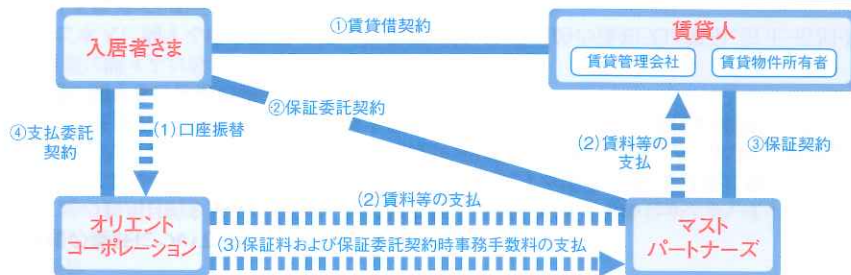 ①賃貸借契約
入居者さま
賃貸人
賃貸管理会社
賃貸物件所有者
④支払委託
契約
(1)口座振替
②保証委託契約
(2)賃料等の
支払
③保証契約
オリエント
コーポレーション
(2)賃料等の支払
(3)保証料および保証委託契約時事務手数料の支払
マスト
パートナーズ